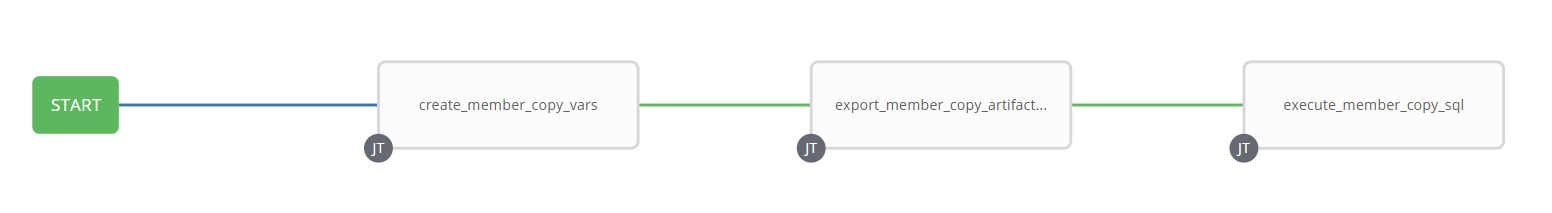 START
create_member_copy_vars
JT
export_member_copy_artifact...
JT
execute_member_copy_sql
JT